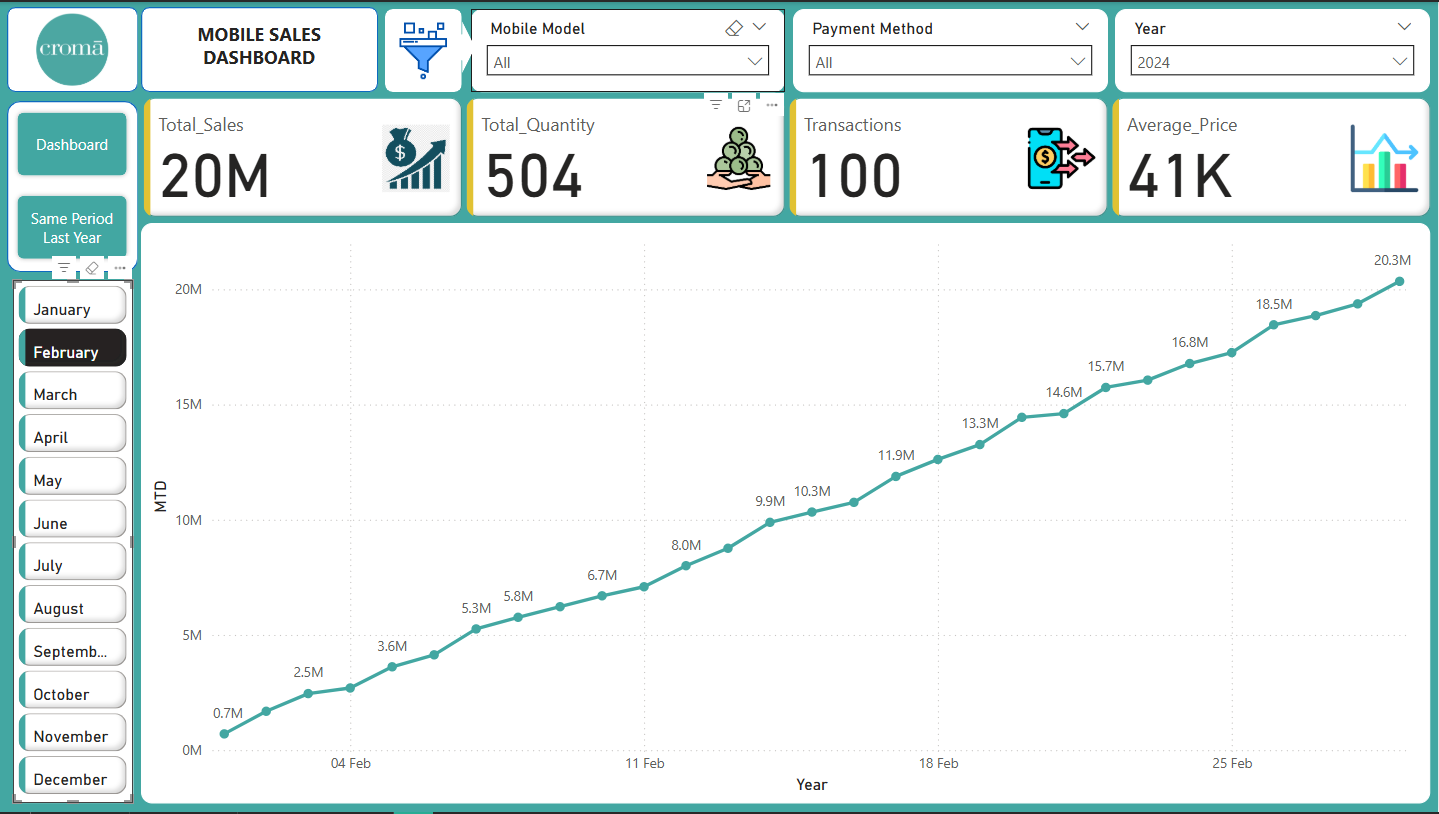 cromā
MOBILE SALES
DASHBOARD
Mobile Model
All
Payment Method
All
Year
2024
Dashboard
Same Period
Last Year
Total_Sales
20M
$
Total_Quantity
504
Transactions
100
$
Average_Price
41K
January
February
March
April
May
June
July
August
Septemb...
October
November
December
MTD
20M
15M
10M
5M
0M
0.7M
2.5M
3.6M
5.3M
5.8M
6.7M
8.0M
9.9M
10.3M
11.9M
13.3M
14.6M
15.7M
16.8M
18.5M
20.3M
04 Feb
11 Feb
18 Feb
25 Feb
Year